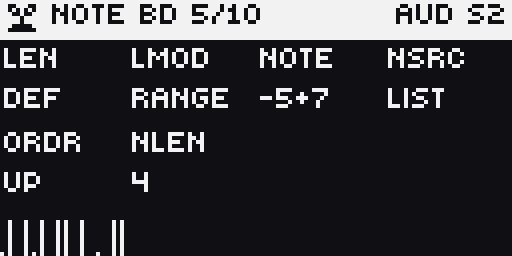 NOTE BD 5/10 AUD S2
LEN LMOD NOTE NSRC
DEF RANGE -5+7 LIST
ORDR NLEN
UP 4